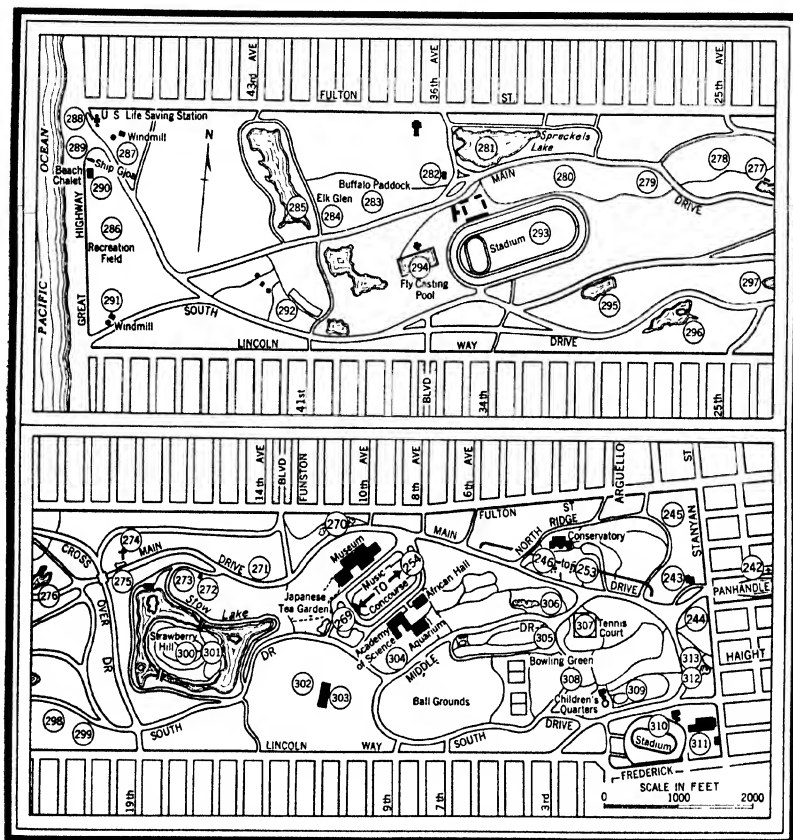 43rd AVE
36th AVE
25th AVE
FULTON ST.
288
U S Life Saving Station
289
Windmill
287
N
281
Spreckels Lake
278
277
Ship Gjoa
Beach Chalet
290
282
MAIN DRIVE
280
279
Buffalo Paddock
283
Elk Glen
284
285
286
Recreation Field
Stadium
293
294
Fly Casting Pool
PACIFIC OCEAN
GREAT HIGHWAY
291
Windmill
292
295
296
297
SOUTH DRIVE
LINCOLN WAY
41st
BLVD
34th
25th
14th AVE
BLVD
FUNSTON
10th AVE
8th AVE
6th AVE
ARGUELLO
STANYAN ST
FULTON ST
274
270
MAIN
NORTH RIDGE
Conservatory
245
CROSS OVER DR
MAIN DRIVE
271
Museum
246
to
253
DRIVE
243
242
PANHANDLE
275
276
273
272
Stow Lake
Japanese Tea Garden
Music Concourse
TO
254
269
African Hall
306
307
Tennis Court
244
Strawberry Hill
300
301
Academy of Science
Aquarium
304
305
MIDDLE DR
Bowling Green
308
313
312
HAIGHT
302
303
Ball Grounds
Children's Quarters
309
298
299
SOUTH DR
LINCOLN WAY
SOUTH DRIVE
310
Stadium
311
FREDERICK
19th
9th
7th
3rd
SCALE IN FEET
0 1000 2000